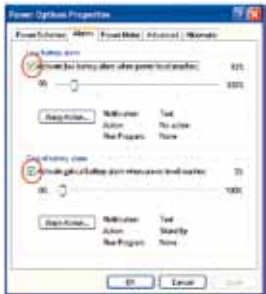 Power Options Properties
Power Schemes Alarms Power Meter Advanced Hibernate
Low battery alarm
Activate low battery alarm when power level reaches:
0% 100%
Alarm Action...
Notification: Text
Action: No action
Run Program: None
Critical battery alarm
Activate critical battery alarm when power level reaches:
0% 100%
Alarm Action...
Notification: Text
Action: Standby
Run Program: None
OK Cancel